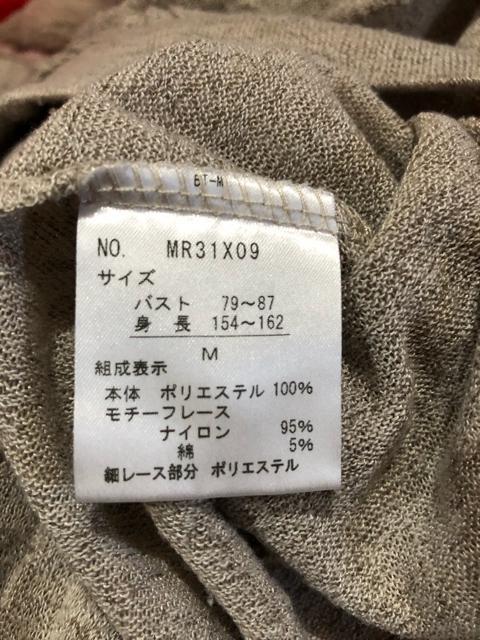 BT-M
NO. MR31X09
サイズ
バスト 79～87
身 長 154～162
M
組成表示
本体 ポリエステル 100%
モチーフレース
ナイロン 95%
綿 5%
細レース部分 ポリエステル